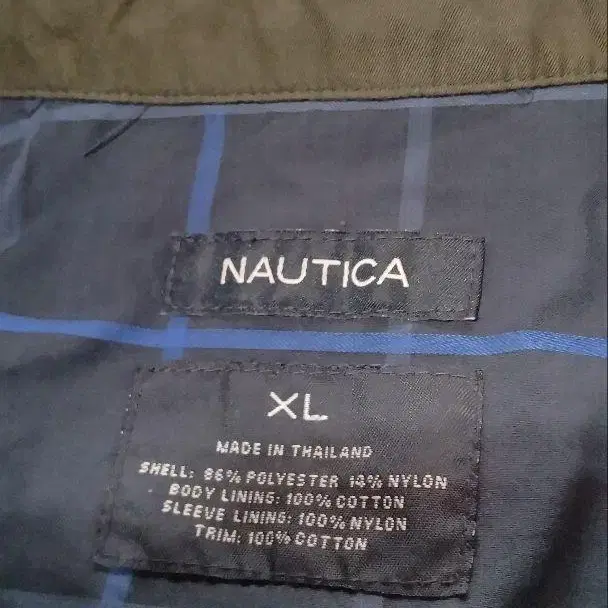 NAUTICA
XL
MADE IN THAILAND
SHELL: 86% POLYESTER 14% NYLON
BODY LINING: 100% COTTON
SLEEVE LINING: 100% NYLON
TRIM: 100% COTTON